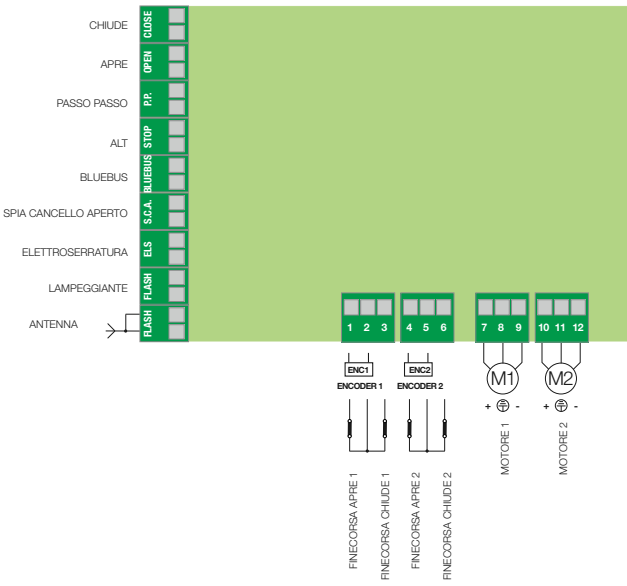 CHIUDE
CLOSE
APRE
OPEN
PASSO PASSO
P.P.
ALT
STOP
BLUEBUS
BLUEBUS
SPIA CANCELLO APERTO
S.C.A.
ELETTROSERRATURA
ELS
LAMPEGGIANTE
FLASH
ANTENNA
FLASH
1 2 3 4 5 6 7 8 9 10 11 12
ENC1 ENC2
ENCODER 1 ENCODER 2
M1 M2
+ - + -
FINECORSA APRE 1
FINECORSA CHIUDE 1
FINECORSA APRE 2
FINECORSA CHIUDE 2
MOTORE 1
MOTORE 2